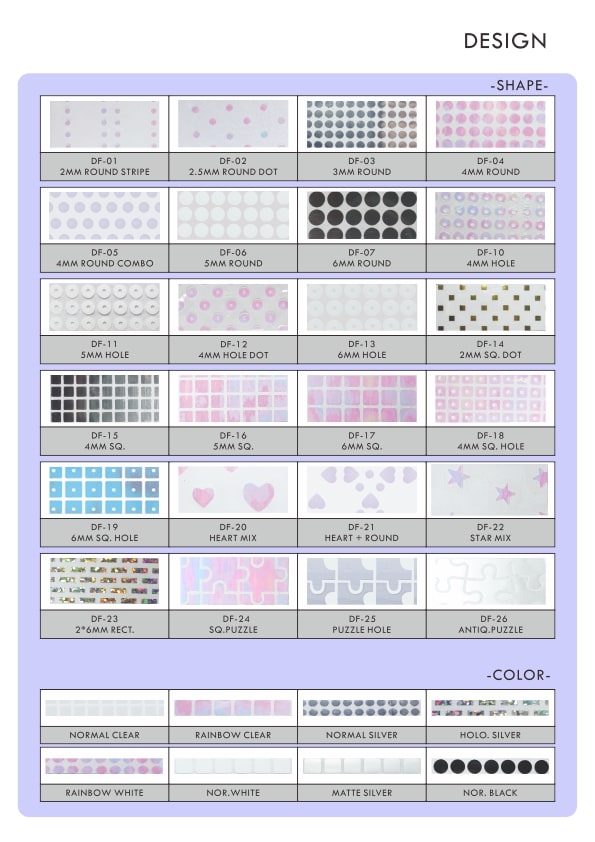 DESIGN
-SHAPE-
DF-01
2MM ROUND STRIPE
DF-02
2.5MM ROUND DOT
DF-03
3MM ROUND
DF-04
4MM ROUND
DF-05
4MM ROUND COMBO
DF-06
5MM ROUND
DF-07
6MM ROUND
DF-10
4MM HOLE
DF-11
5MM HOLE
DF-12
4MM HOLE DOT
DF-13
6MM HOLE
DF-14
2MM SQ. DOT
DF-15
4MM SQ.
DF-16
5MM SQ.
DF-17
6MM SQ.
DF-18
4MM SQ. HOLE
DF-19
6MM SQ. HOLE
DF-20
HEART MIX
DF-21
HEART + ROUND
DF-22
STAR MIX
DF-23
2*6MM RECT.
DF-24
SQ.PUZZLE
DF-25
PUZZLE HOLE
DF-26
ANTIQ.PUZZLE
-COLOR-
NORMAL CLEAR
RAINBOW CLEAR
NORMAL SILVER
HOLO. SILVER
RAINBOW WHITE
NOR.WHITE
MATTE SILVER
NOR. BLACK